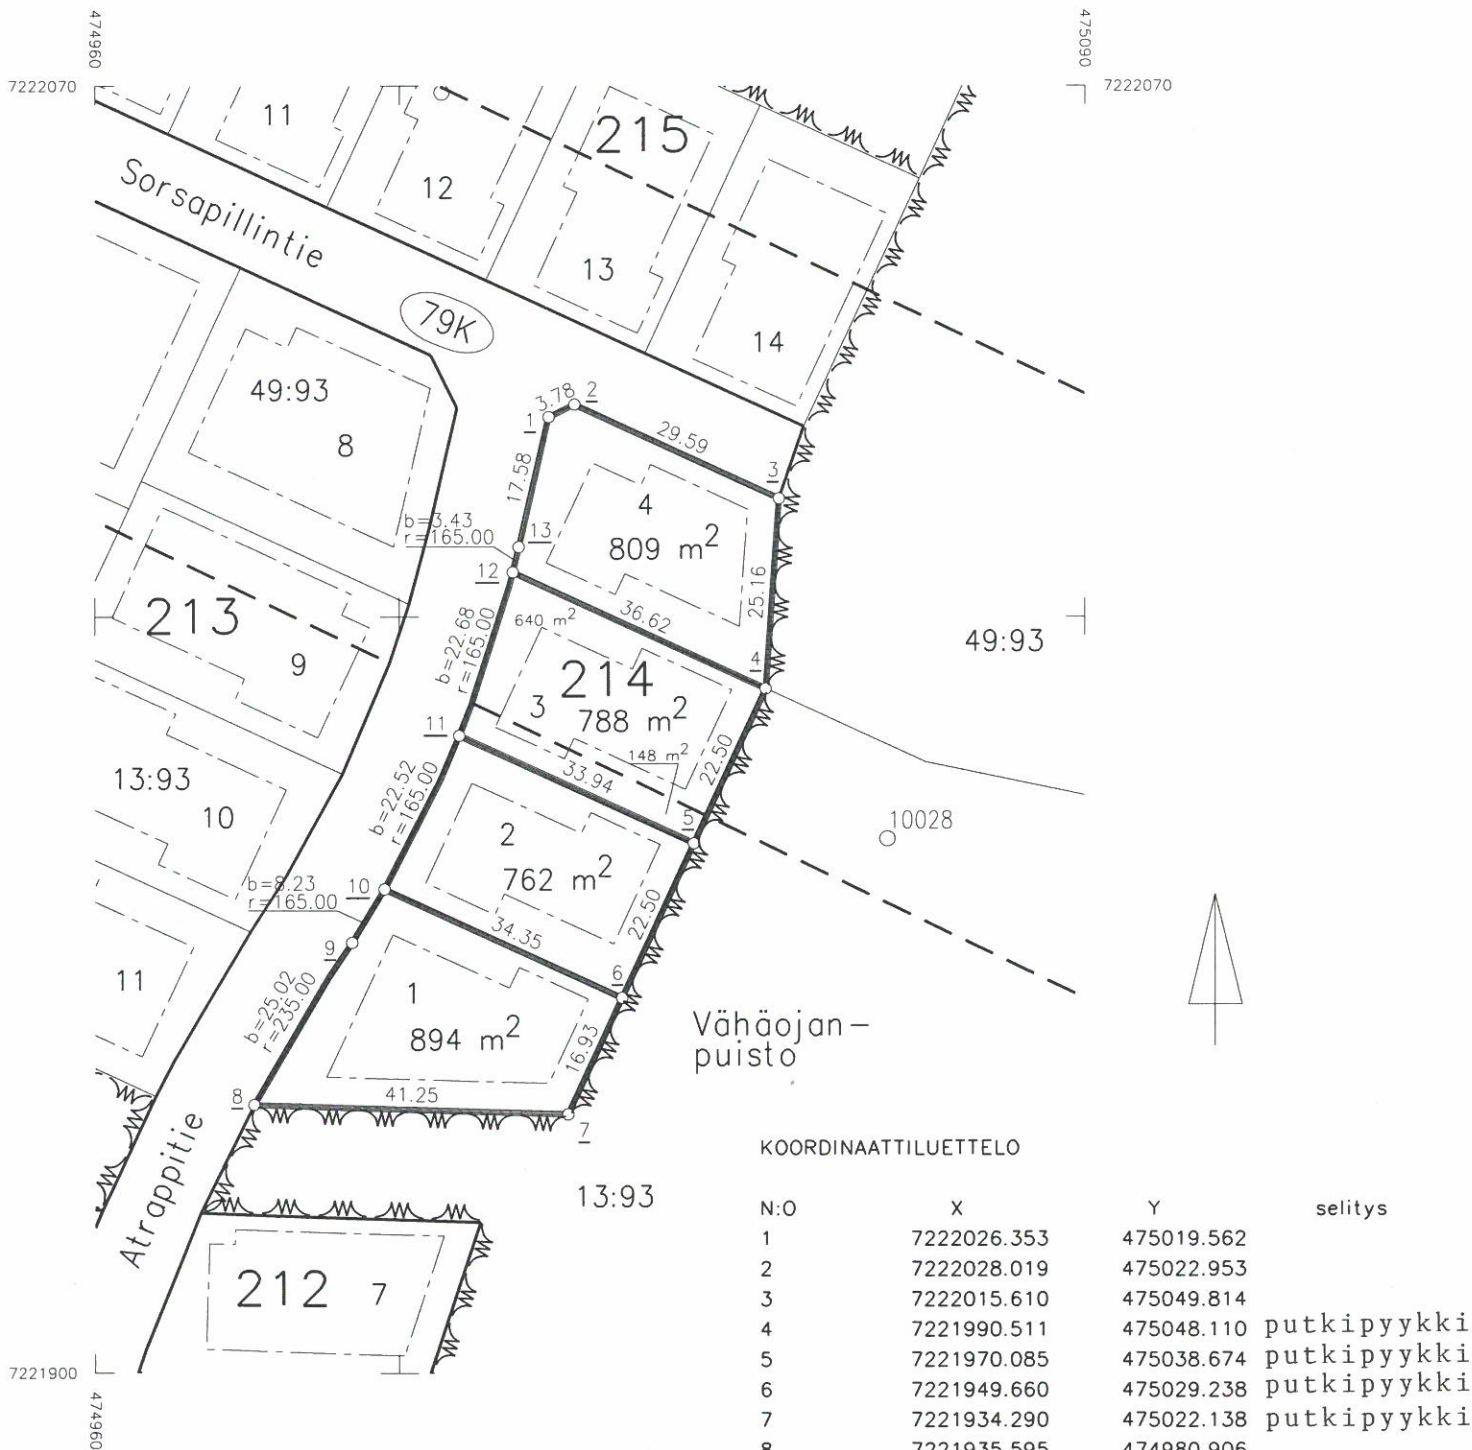 474960
475090
7222070
7222070
11
215
12
Sorsapillintie
13
79K
14
49:93
8
3.78
2
1
29.59
3
17.58
4
b=3.43
r=165.00
13
809 m²
12
25.16
36.62
213
640 m²
49:93
9
b=22.68
r=165.00
4
214
3
788 m²
11
148 m²
22.50
33.94
13:93
10
b=22.52
r=165.00
5
10028
2
762 m²
b=8.23
r=165.00
10
22.50
34.35
9
11
6
1
894 m²
b=25.02
r=235.00
Vähäojan-
puisto
16.93
41.25
8
7
Atrappitie
13:93
212
7
7221900
474960
KOORDINAATTILUETTELO
N:O X Y selitys
1 7222026.353 475019.562
2 7222028.019 475022.953
3 7222015.610 475049.814
4 7221990.511 475048.110 putkipyykki
5 7221970.085 475038.674 putkipyykki
6 7221949.660 475029.238 putkipyykki
7 7221934.290 475022.138 putkipyykki
8 7221935.595 474980.906